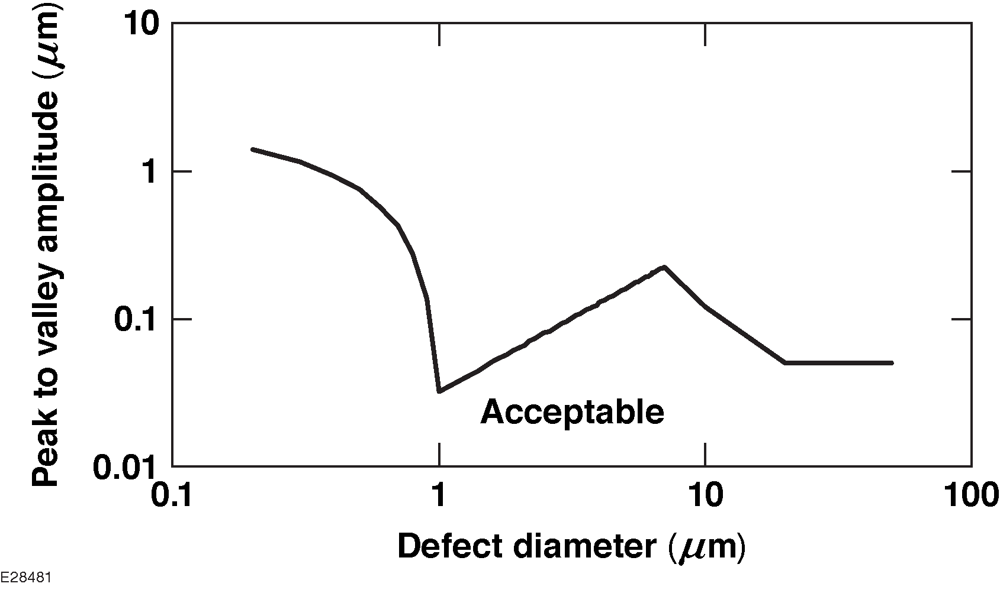 Peak to valley amplitude (μm)
10
1
0.1
0.01
Acceptable
0.1 1 10 100
Defect diameter (μm)
E28481